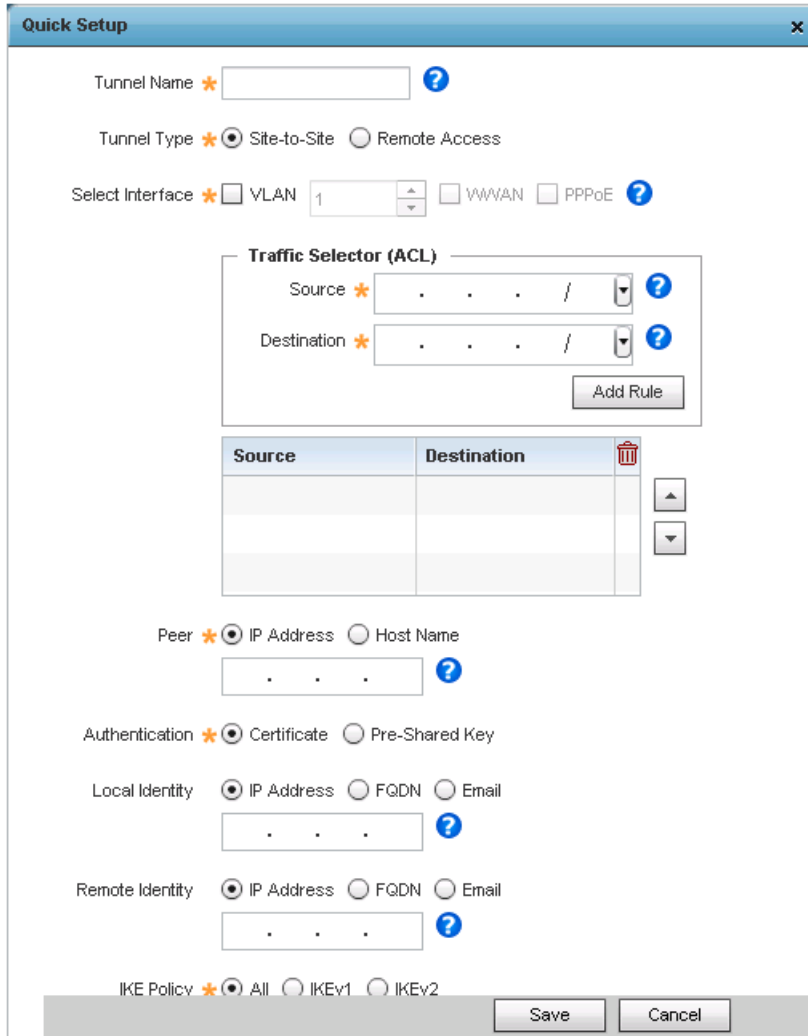 Quick Setup x
Tunnel Name * ?
Tunnel Type * Site-to-Site Remote Access
Select Interface * VLAN 1 WWAN PPPoE ?
Traffic Selector (ACL)
Source * . . . / ?
Destination * . . . / ?
Add Rule
Source Destination
Peer * IP Address Host Name
. . . ?
Authentication * Certificate Pre-Shared Key
Local Identity IP Address FQDN Email
. . . ?
Remote Identity IP Address FQDN Email
. . . ?
IKE Policy * All IKEv1 IKEv2
Save Cancel